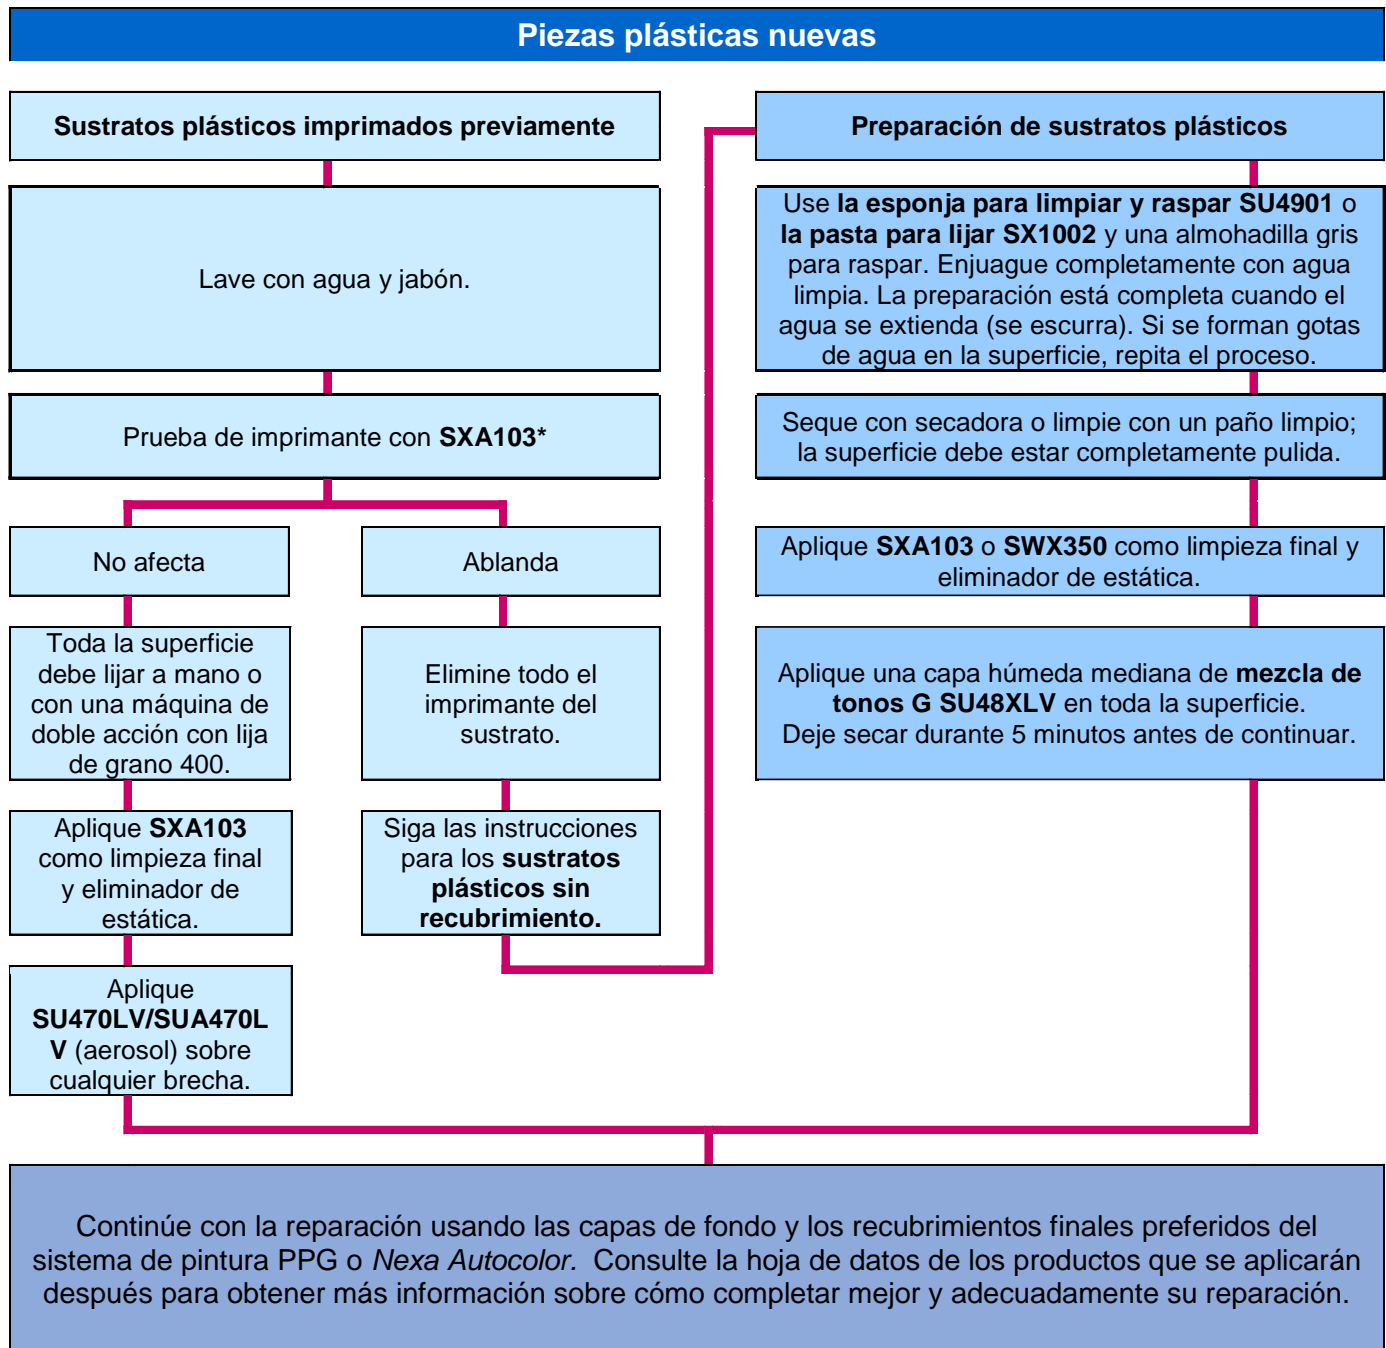 Piezas plásticas nuevas
Sustratos plásticos imprimados previamente
Lave con agua y jabón.
Prueba de imprimante con SXA103*
No afecta
Toda la superficie
debe lijar a mano o
con una máquina de
doble acción con lija
de grano 400.
Aplique SXA103
como limpieza final
y eliminador de
estática.
Aplique
SU470LV/SUA470L
V (aerosol) sobre
cualquier brecha.
Ablanda
Elimine todo el
imprimante del
sustrato.
Siga las instrucciones
para los sustratos
plásticos sin
recubrimiento.
Preparación de sustratos plásticos
Use la esponja para limpiar y raspar SU4901 o
la pasta para lijar SX1002 y una almohadilla gris
para raspar. Enjuague completamente con agua
limpia. La preparación está completa cuando el
agua se extienda (se escurra). Si se forman gotas
de agua en la superficie, repita el proceso.
Seque con secadora o limpie con un paño limpio;
la superficie debe estar completamente pulida.
Aplique SXA103 o SWX350 como limpieza final y
eliminador de estática.
Aplique una capa húmeda mediana de mezcla de
tonos G SU48XLV en toda la superficie.
Deje secar durante 5 minutos antes de continuar.
Continúe con la reparación usando las capas de fondo y los recubrimientos finales preferidos del
sistema de pintura PPG o Nexa Autocolor. Consulte la hoja de datos de los productos que se aplicarán
después para obtener más información sobre cómo completar mejor y adecuadamente su reparación.